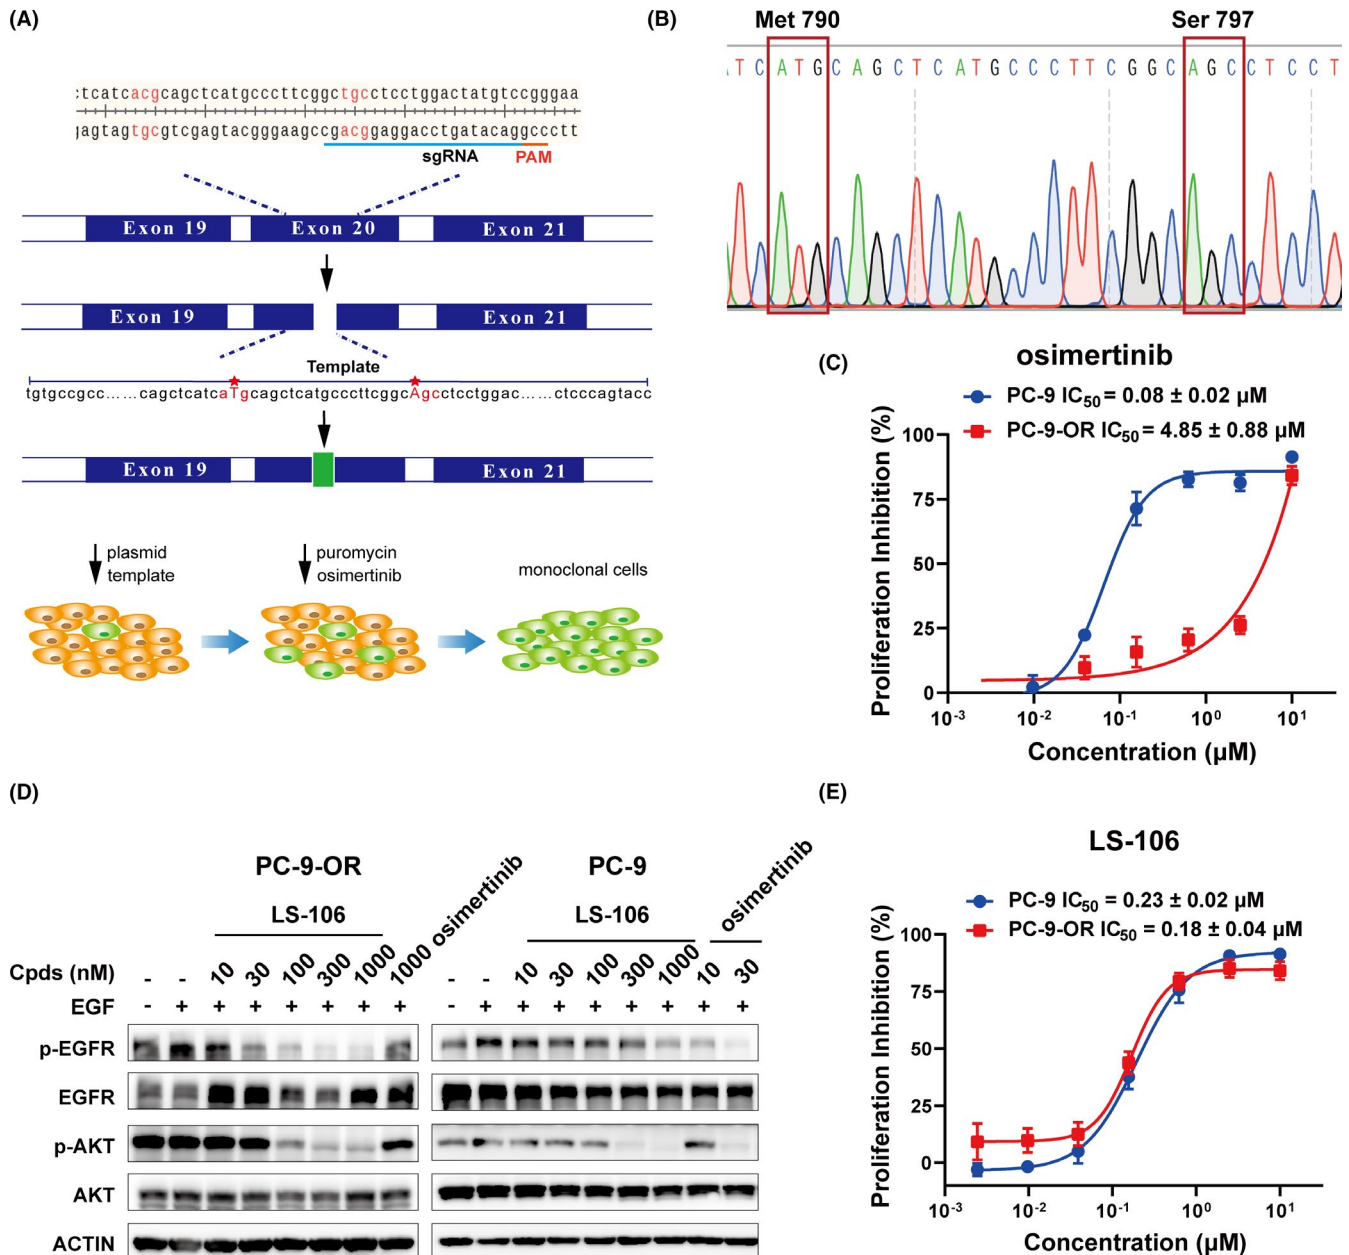 (A)
ctcatcacgcagctcatgcccttcggctgcctcctggactatgtccgggaa
gagtagtgcgtcgagtacgggaagccgacggaggacctgatacaggcccctt
sgRNA PAM
Exon 19 Exon 20 Exon 21
Exon 19 Exon 21
Template
tgtgccgcc……cagctcatcaTgcagctcatgcccttcggcAgcctcctggac……ctcccagtacc
Exon 19 Exon 21
plasmid
template
puromycin
osimertinib
monoclonal cells
(B)
Met 790 Ser 797
T C A T G C A G C T C A T G C C C T T C G G C A G C C T C C T
(C)
osimertinib
PC-9 IC50 = 0.08 ± 0.02 µM
PC-9-OR IC50 = 4.85 ± 0.88 µM
Proliferation Inhibition (%)
100
75
50
25
0
10-3 10-2 10-1 100 101
Concentration (µM)
(D)
PC-9-OR PC-9
LS-106 osimertinib LS-106 osimertinib
Cpds (nM) - - 10 30 100 300 1000 1000 - - 10 30 100 300 1000 10 30
EGF - + + + + + + + - + + + + + + + +
p-EGFR
EGFR
p-AKT
AKT
ACTIN
(E)
LS-106
PC-9 IC50 = 0.23 ± 0.02 µM
PC-9-OR IC50 = 0.18 ± 0.04 µM
Proliferation Inhibition (%)
100
75
50
25
0
10-3 10-2 10-1 100 101
Concentration (µM)